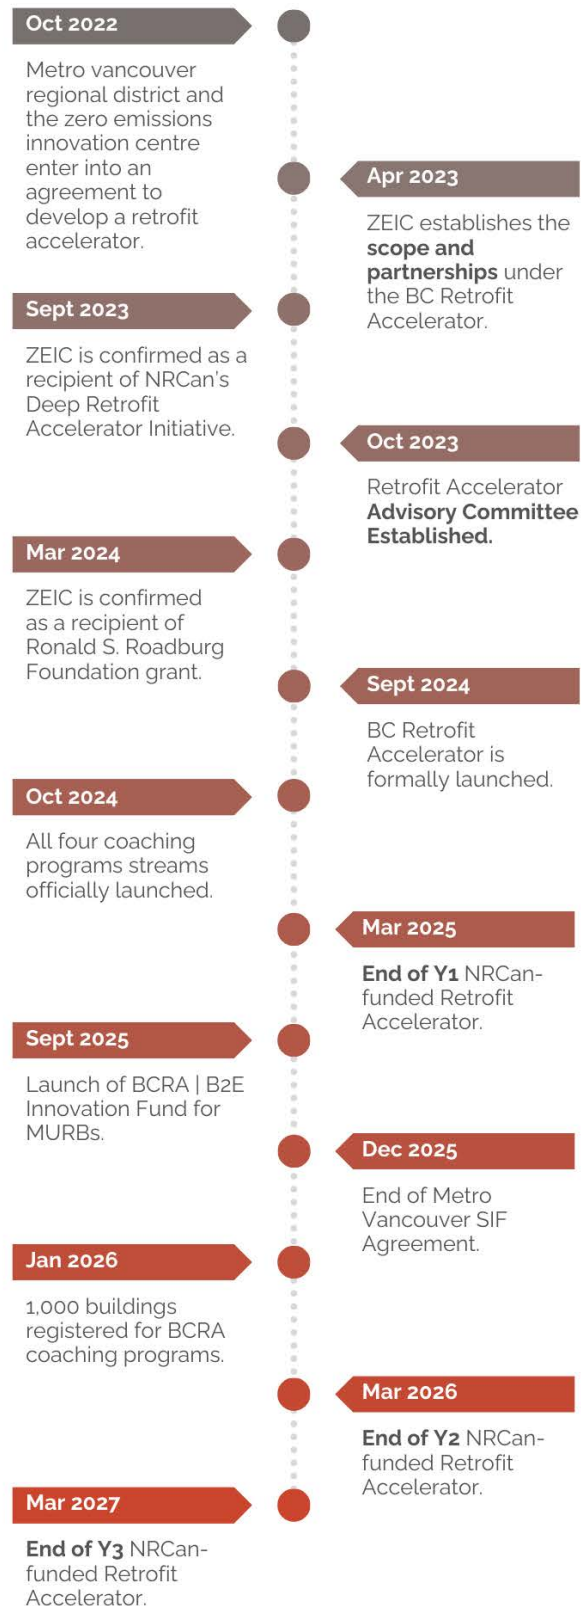 Oct 2022
Metro vancouver
regional district and
the zero emissions
innovation centre
enter into an
agreement to
develop a retrofit
accelerator.
Apr 2023
ZEIC establishes the
scope and
partnerships under
the BC Retrofit
Accelerator.
Sept 2023
ZEIC is confirmed as a
recipient of NRCan's
Deep Retrofit
Accelerator Initiative.
Oct 2023
Retrofit Accelerator
Advisory Committee
Established.
Mar 2024
ZEIC is confirmed
as a recipient of
Ronald S. Roadburg
Foundation grant.
Sept 2024
BC Retrofit
Accelerator is
formally launched.
Oct 2024
All four coaching
programs streams
officially launched.
Mar 2025
End of Y1 NRCan-
funded Retrofit
Accelerator.
Sept 2025
Launch of BCRA | B2E
Innovation Fund for
MURBs.
Dec 2025
End of Metro
Vancouver SIF
Agreement.
Jan 2026
1,000 buildings
registered for BCRA
coaching programs.
Mar 2026
End of Y2 NRCan-
funded Retrofit
Accelerator.
Mar 2027
End of Y3 NRCan-
funded Retrofit
Accelerator.